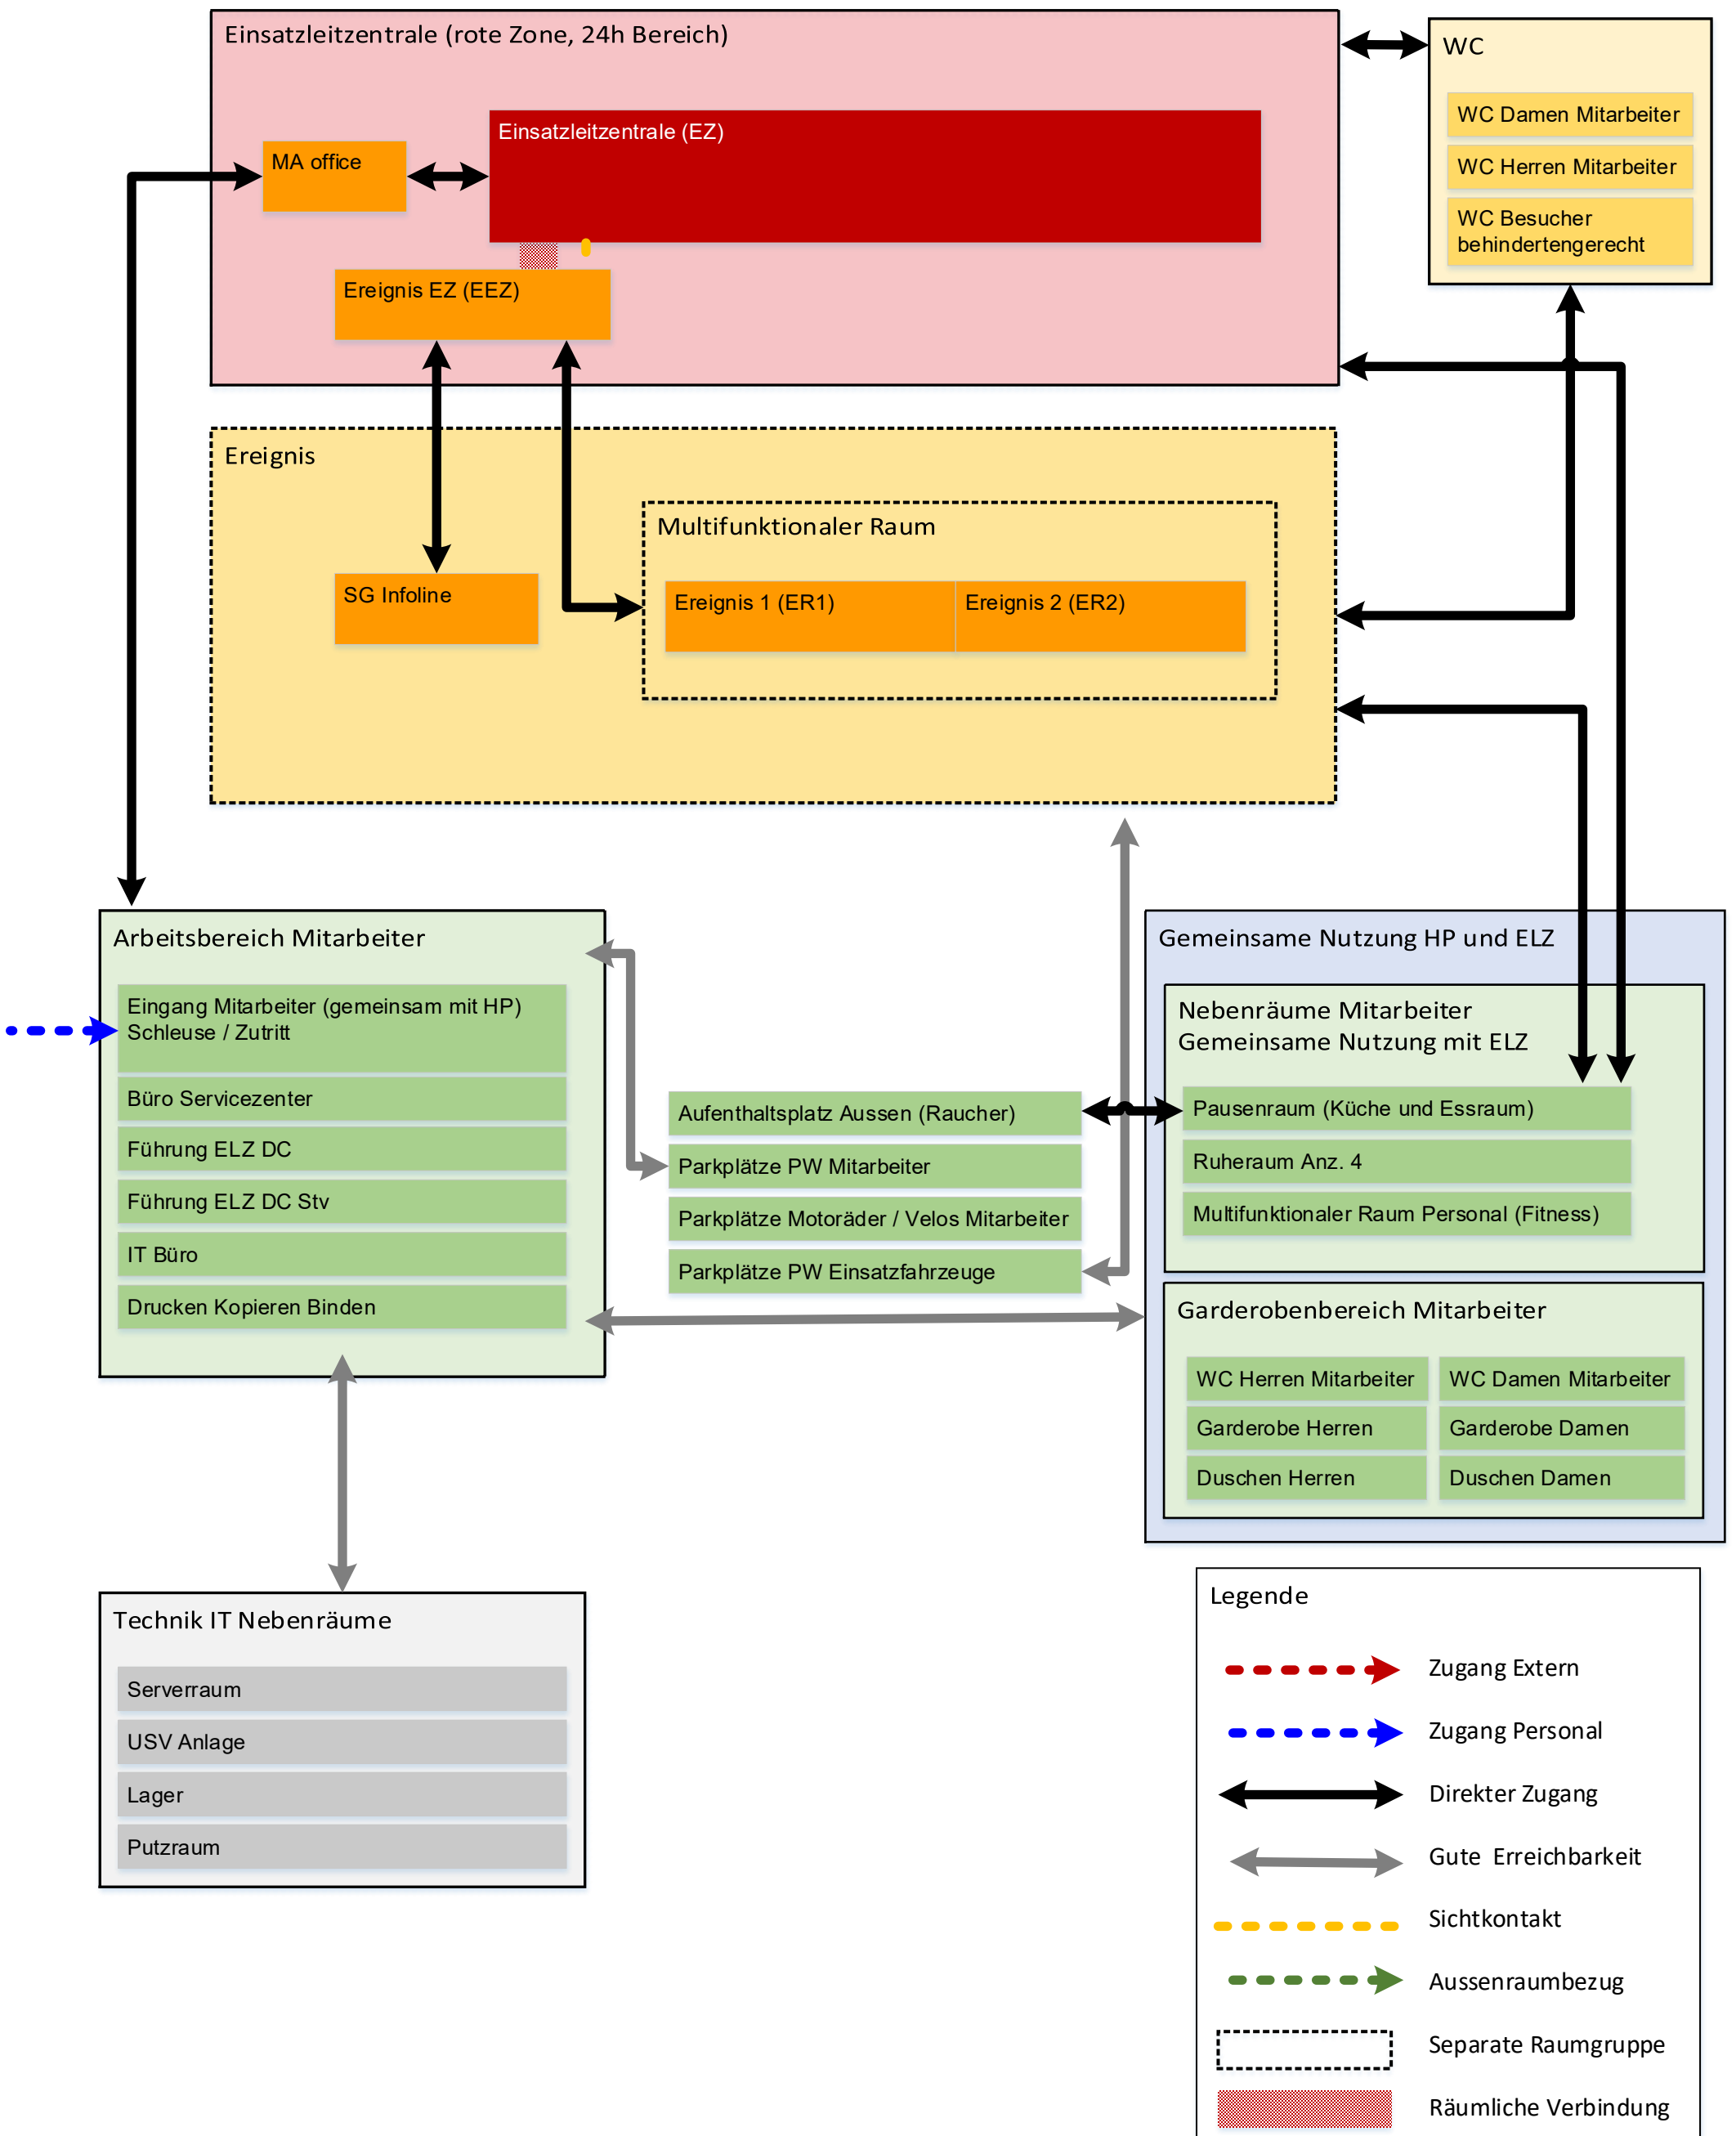 Einsatzleitzentrale (rote Zone, 24h Bereich)
WC
WC Damen Mitarbeiter
WC Herren Mitarbeiter
WC Besucher
behindertengerecht
Einsatzleitzentrale (EZ)
MA office
Ereignis EZ (EEZ)
Ereignis
Multifunktionaler Raum
SG Infoline
Ereignis 1 (ER1)
Ereignis 2 (ER2)
Arbeitsbereich Mitarbeiter
Eingang Mitarbeiter (gemeinsam mit HP)
Schleuse / Zutritt
Büro Servicezenter
Führung ELZ DC
Führung ELZ DC Stv
IT Büro
Drucken Kopieren Binden
Aufenthaltsplatz Aussen (Raucher)
Parkplätze PW Mitarbeiter
Parkplätze Motoräder / Velos Mitarbeiter
Parkplätze PW Einsatzfahrzeuge
Gemeinsame Nutzung HP und ELZ
Nebenräume Mitarbeiter
Gemeinsame Nutzung mit ELZ
Pausenraum (Küche und Essraum)
Ruheraum Anz. 4
Multifunktionaler Raum Personal (Fitness)
Garderobenbereich Mitarbeiter
WC Herren Mitarbeiter
WC Damen Mitarbeiter
Garderobe Herren
Garderobe Damen
Duschen Herren
Duschen Damen
Technik IT Nebenräume
Serverraum
USV Anlage
Lager
Putzraum
Legende
Zugang Extern
Zugang Personal
Direkter Zugang
Gute  Erreichbarkeit
Sichtkontakt
Aussenraumbezug
Separate Raumgruppe
Räumliche Verbindung